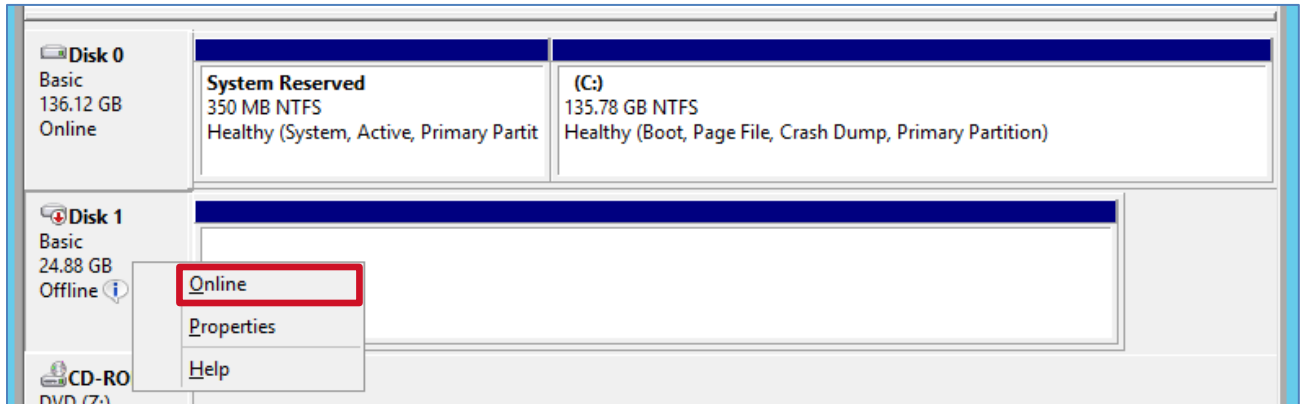 Disk 0
Basic
136.12 GB
Online
System Reserved
350 MB NTFS
Healthy (System, Active, Primary Partit
(C:)
135.78 GB NTFS
Healthy (Boot, Page File, Crash Dump, Primary Partition)
Disk 1
Basic
24.88 GB
Offline
Online
Properties
Help
CD-RO
DVD (Z:)